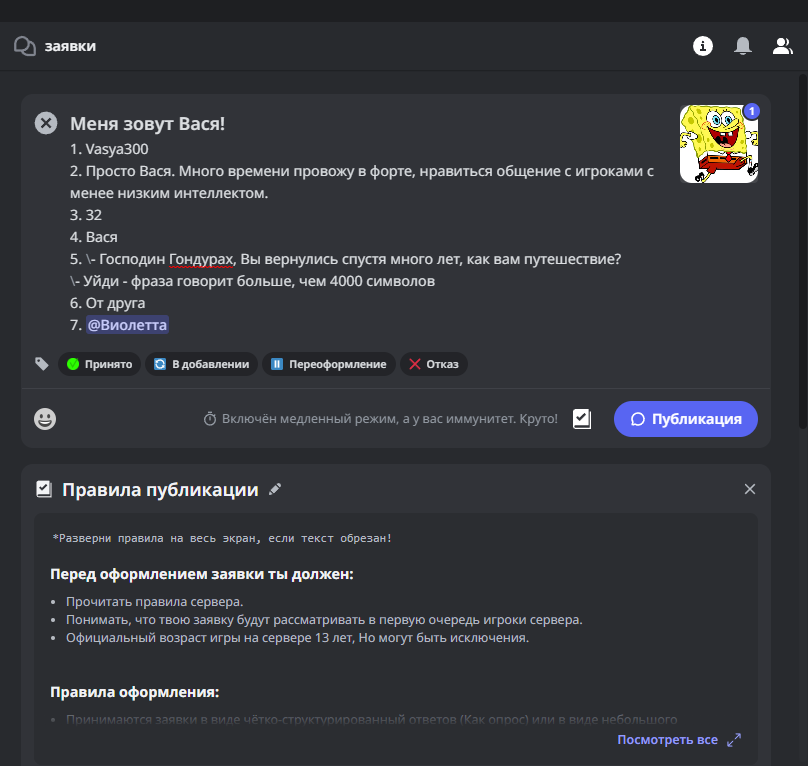 заявки
Меня зовут Вася!
1
1. Vasya300
2. Просто Вася. Много времени провожу в форте, нравиться общение с игроками с
менее низким интеллектом.
3. 32
4. Вася
5. \- Господин Гондурах, Вы вернулись спустя много лет, как вам путешествие?
\- Уйди - фраза говорит больше, чем 4000 символов
6. От друга
7. @Виолетта
Принято В добавлении Переоформление Отказ
Включён медленный режим, а у вас иммунитет. Круто! Публикация
Правила публикации
*Разверни правила на весь экран, если текст обрезан!
Перед оформлением заявки ты должен:
• Прочитать правила сервера.
• Понимать, что твою заявку будут рассматривать в первую очередь игроки сервера.
• Официальный возраст игры на сервере 13 лет, Но могут быть исключения.
Правила оформления:
• Принимаются заявки в виде чётко-структурированный ответов (Как опрос) или в виде небольшого
Посмотреть все